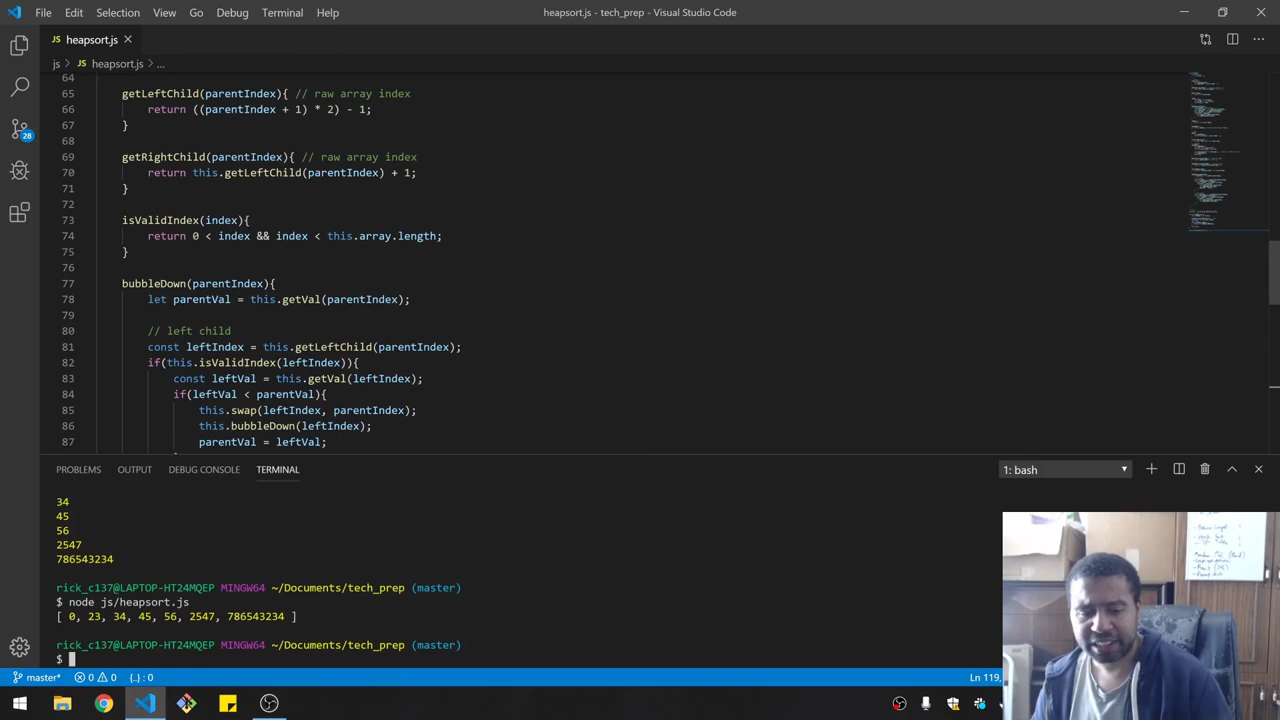 File Edit Selection View Go Debug Terminal Help
heapsort.js - tech_prep - Visual Studio Code
JS heapsort.js
js > JS heapsort.js > ...
64
65 getLeftChild(parentIndex){ // raw array index
66 return ((parentIndex + 1) * 2) - 1;
67 }
68
69 getRightChild(parentIndex){ // raw array index
70 return this.getLeftChild(parentIndex) + 1;
71 }
72
73 isValidIndex(index){
74 return 0 < index && index < this.array.length;
75 }
76
77 bubbleDown(parentIndex){
78 let parentVal = this.getVal(parentIndex);
79
80 // left child
81 const leftIndex = this.getLeftChild(parentIndex);
82 if(this.isValidIndex(leftIndex)){
83 const leftVal = this.getVal(leftIndex);
84 if(leftVal < parentVal){
85 this.swap(leftIndex, parentIndex);
86 this.bubbleDown(leftIndex);
87 parentVal = leftVal;
28
PROBLEMS OUTPUT DEBUG CONSOLE TERMINAL
1: bash
34
45
56
2547
786543234
rick_c137@LAPTOP-HT24MQEP MINGW64 ~/Documents/tech_prep (master)
$ node js/heapsort.js
[ 0, 23, 34, 45, 56, 2547, 786543234 ]
rick_c137@LAPTOP-HT24MQEP MINGW64 ~/Documents/tech_prep (master)
$
master* 0 0 {..} : 0
Ln 119,